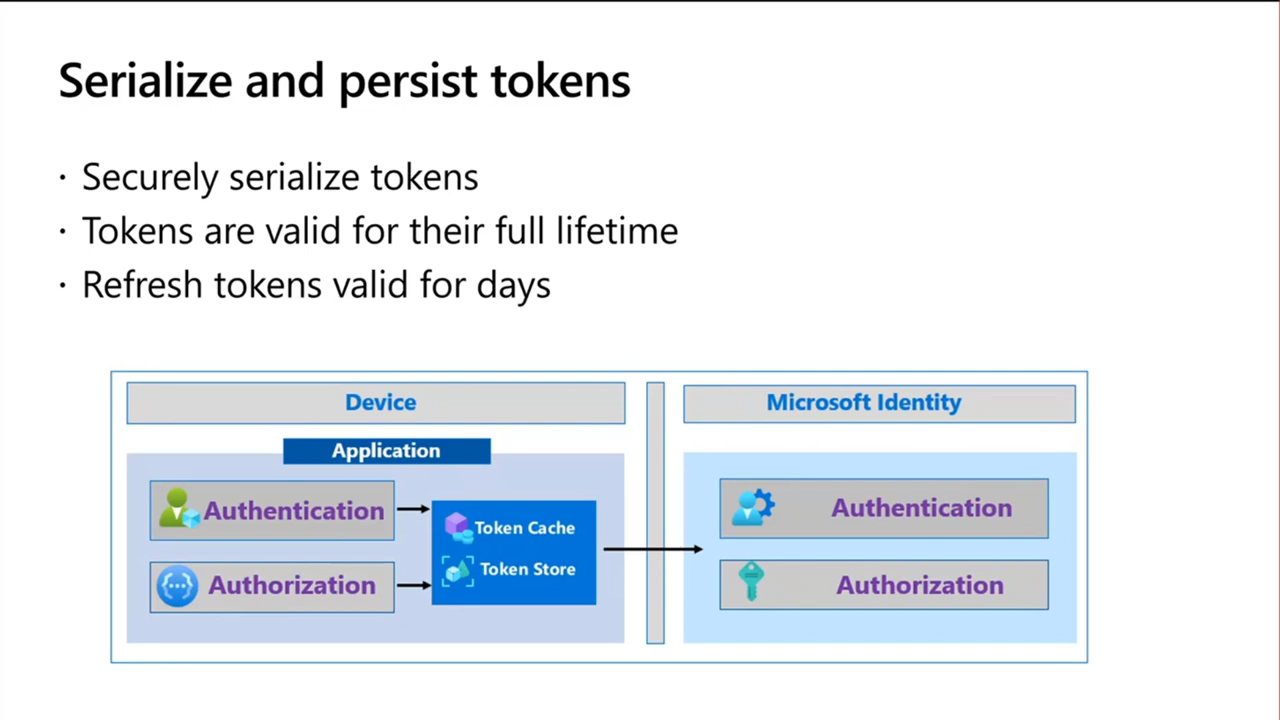 Serialize and persist tokens
· Securely serialize tokens
· Tokens are valid for their full lifetime
· Refresh tokens valid for days
Device
Microsoft Identity
Application
Authentication
Authorization
Token Cache
Token Store
Authentication
Authorization